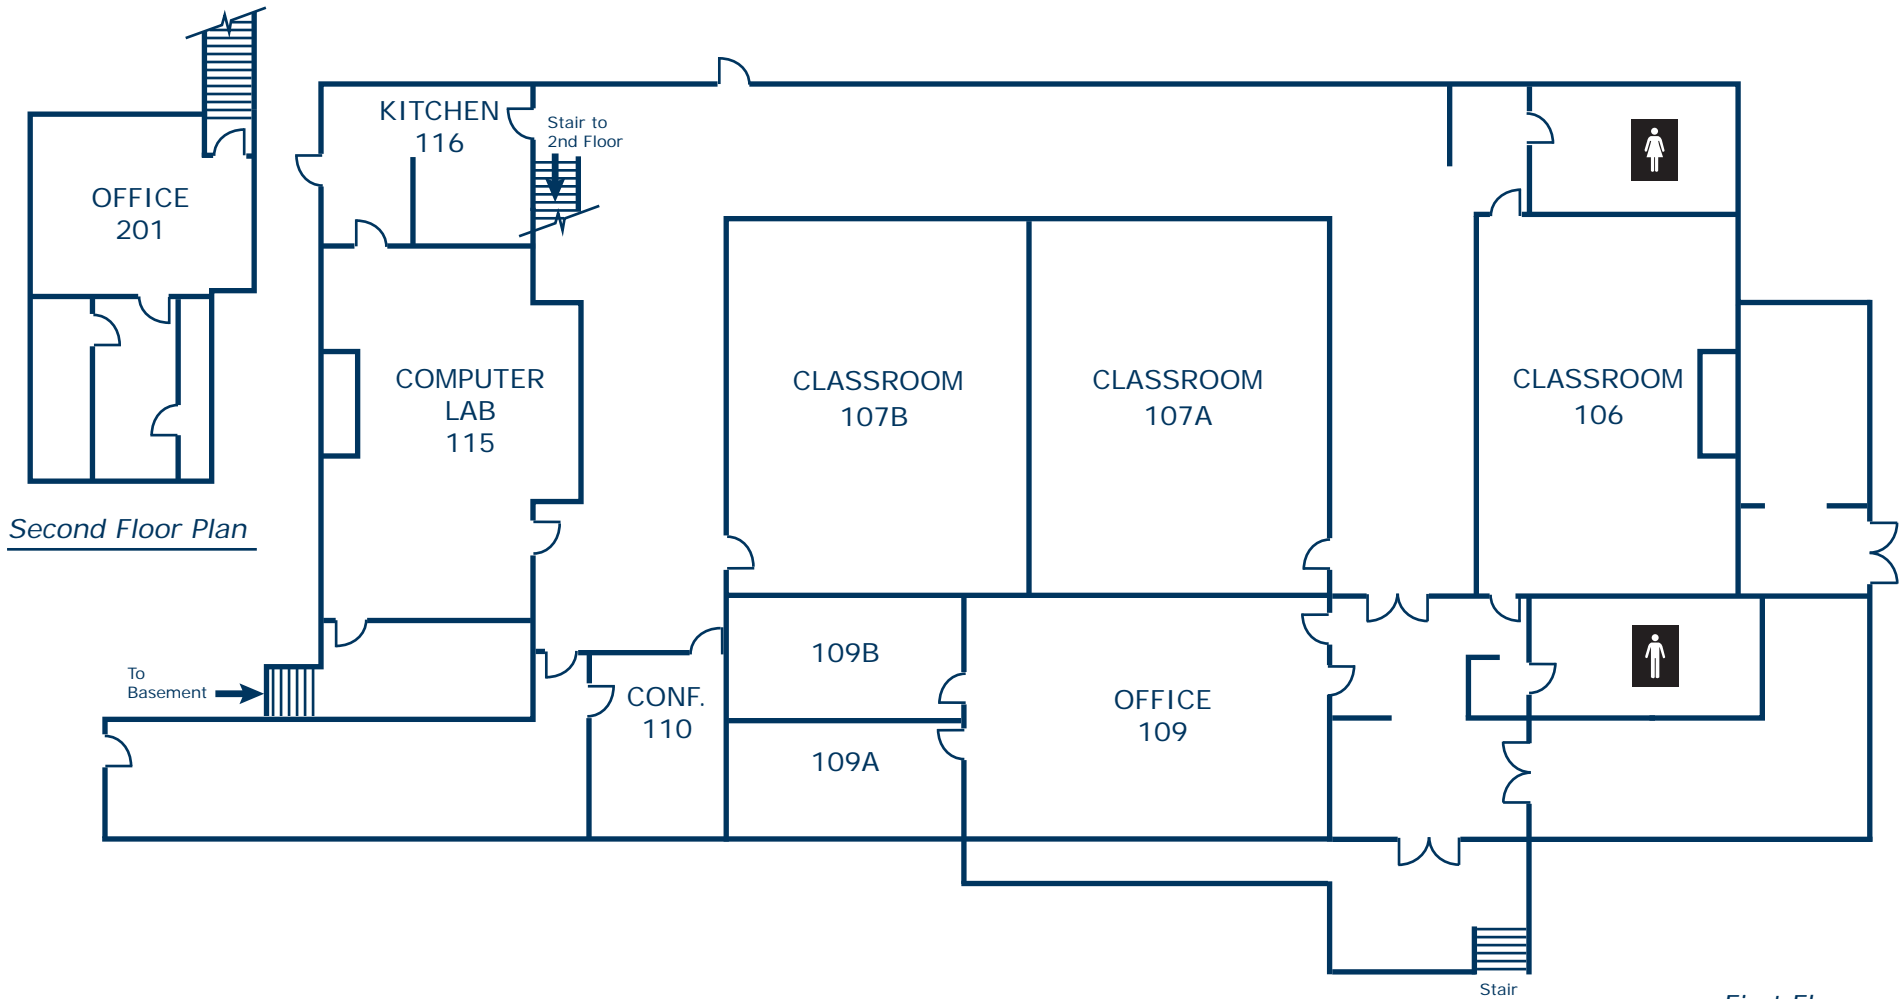 KITCHEN
116
Stair to
2nd Floor
OFFICE
201
COMPUTER
LAB
115
CLASSROOM
107B
CLASSROOM
107A
CLASSROOM
106
Second Floor Plan
109B
To
Basement
CONF.
110
OFFICE
109
109A
Stair